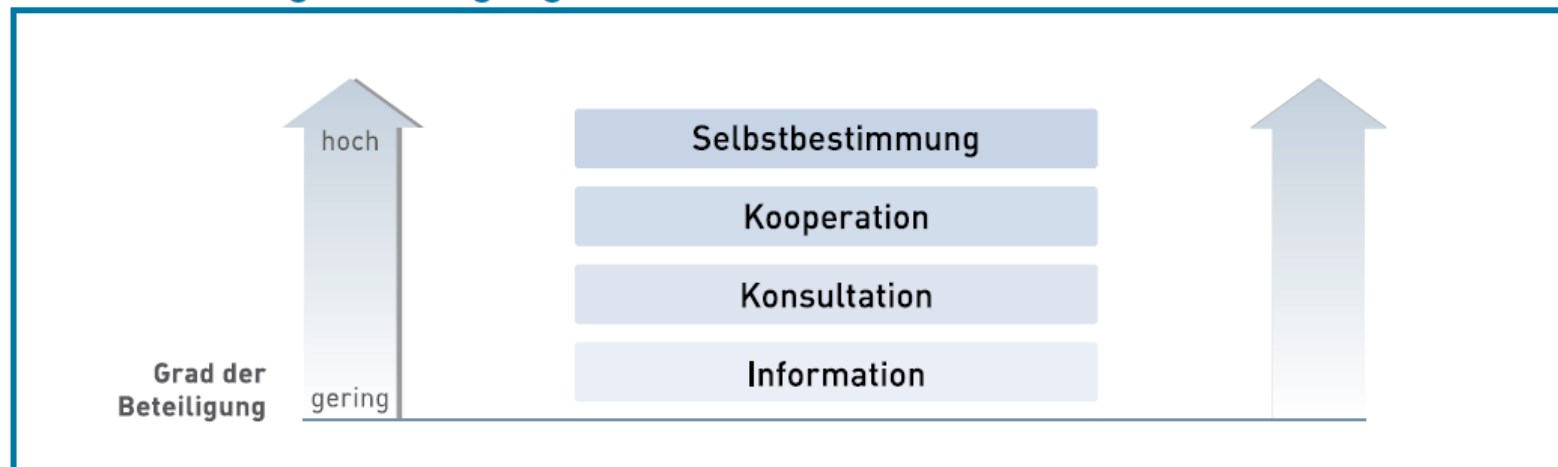 hoch
Selbstbestimmung
Kooperation
Konsultation
Information
Grad der
Beteiligung
gering